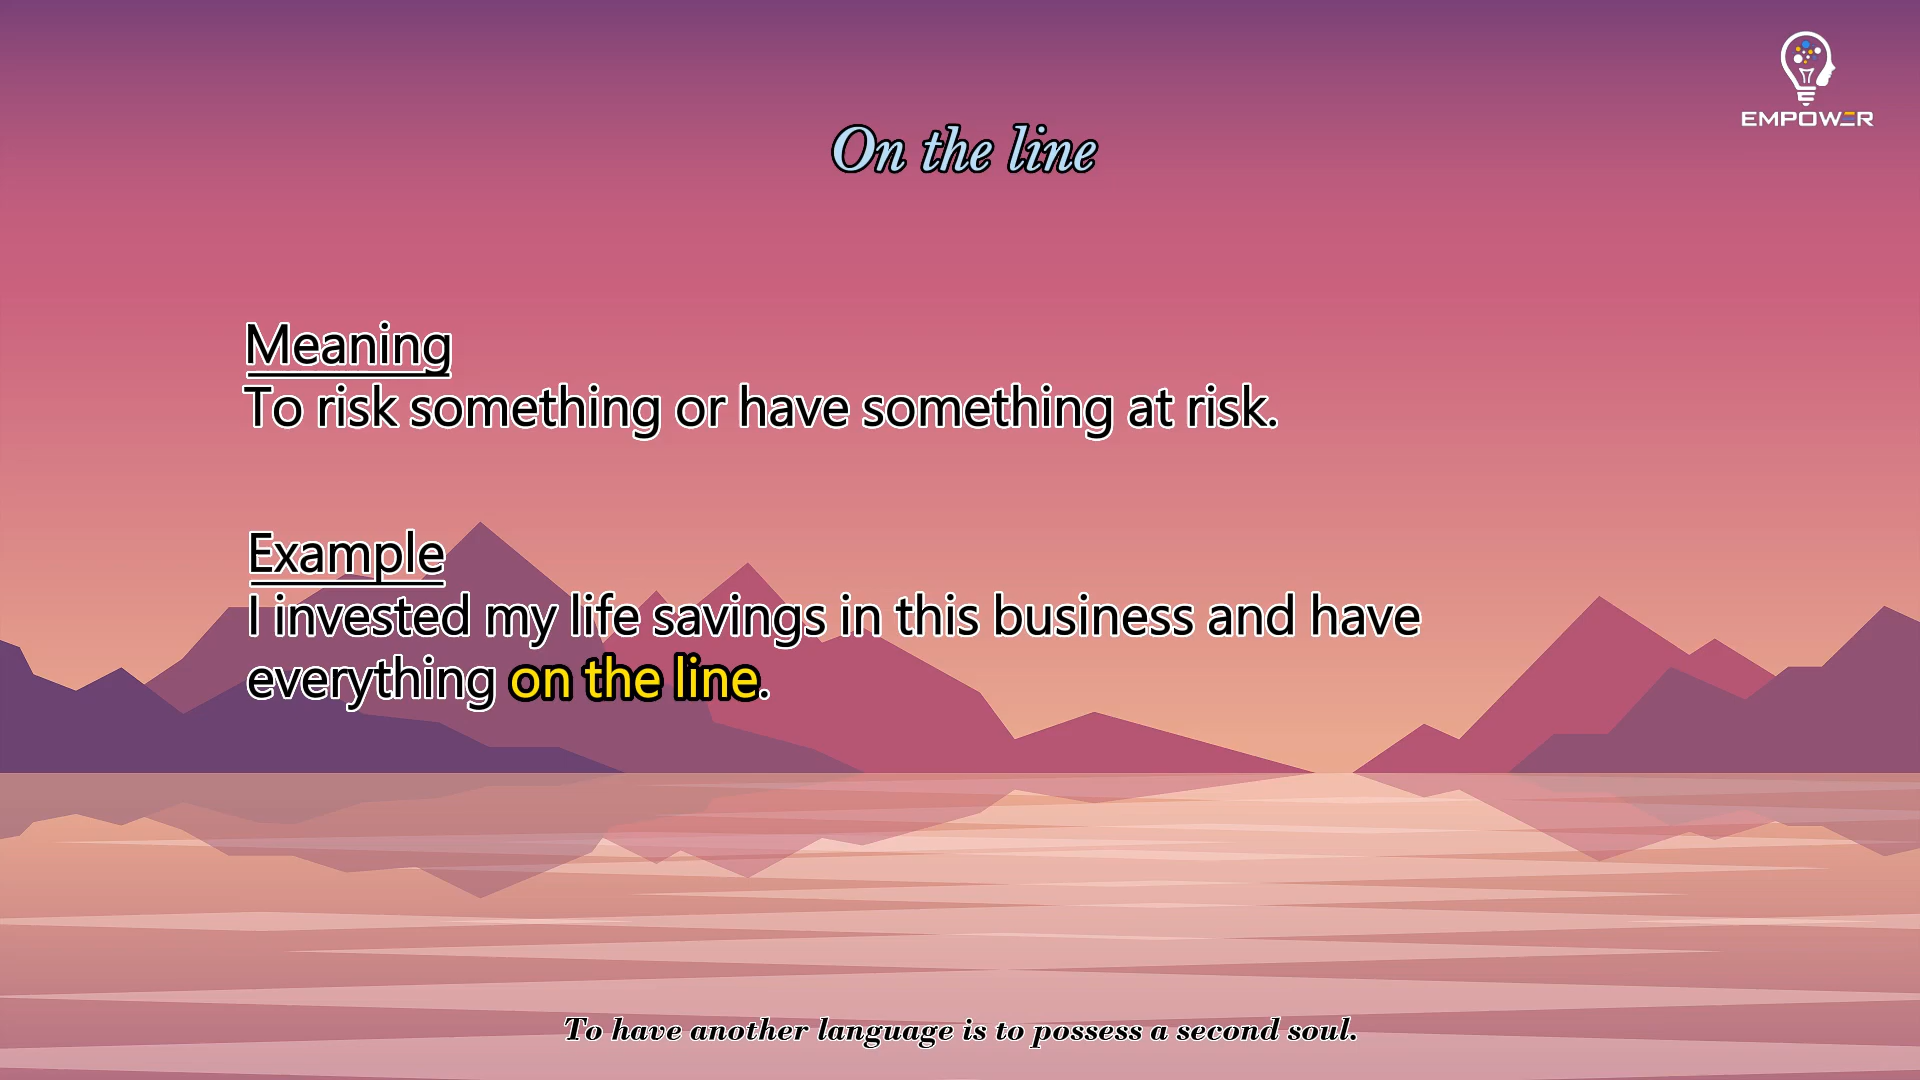 EMPOWER
On the line
Meaning
To risk something or have something at risk.
Example
I invested my life savings in this business and have
everything on the line.
To have another language is to possess a second soul.